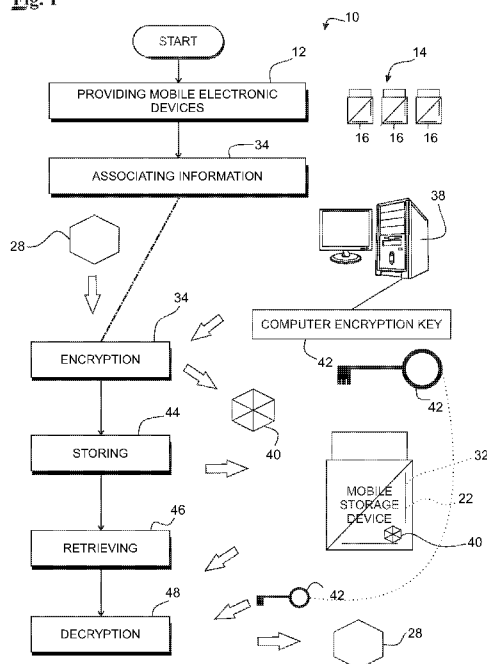 Fig. 1
10
START
12
14
PROVIDING MOBILE ELECTRONIC
DEVICES
16 16 16
34
ASSOCIATING INFORMATION
38
28
34
COMPUTER ENCRYPTION KEY
ENCRYPTION
42
42
44
40
STORING
32
MOBILE
STORAGE
DEVICE
22
46
40
RETRIEVING
48
42
DECRYPTION
28